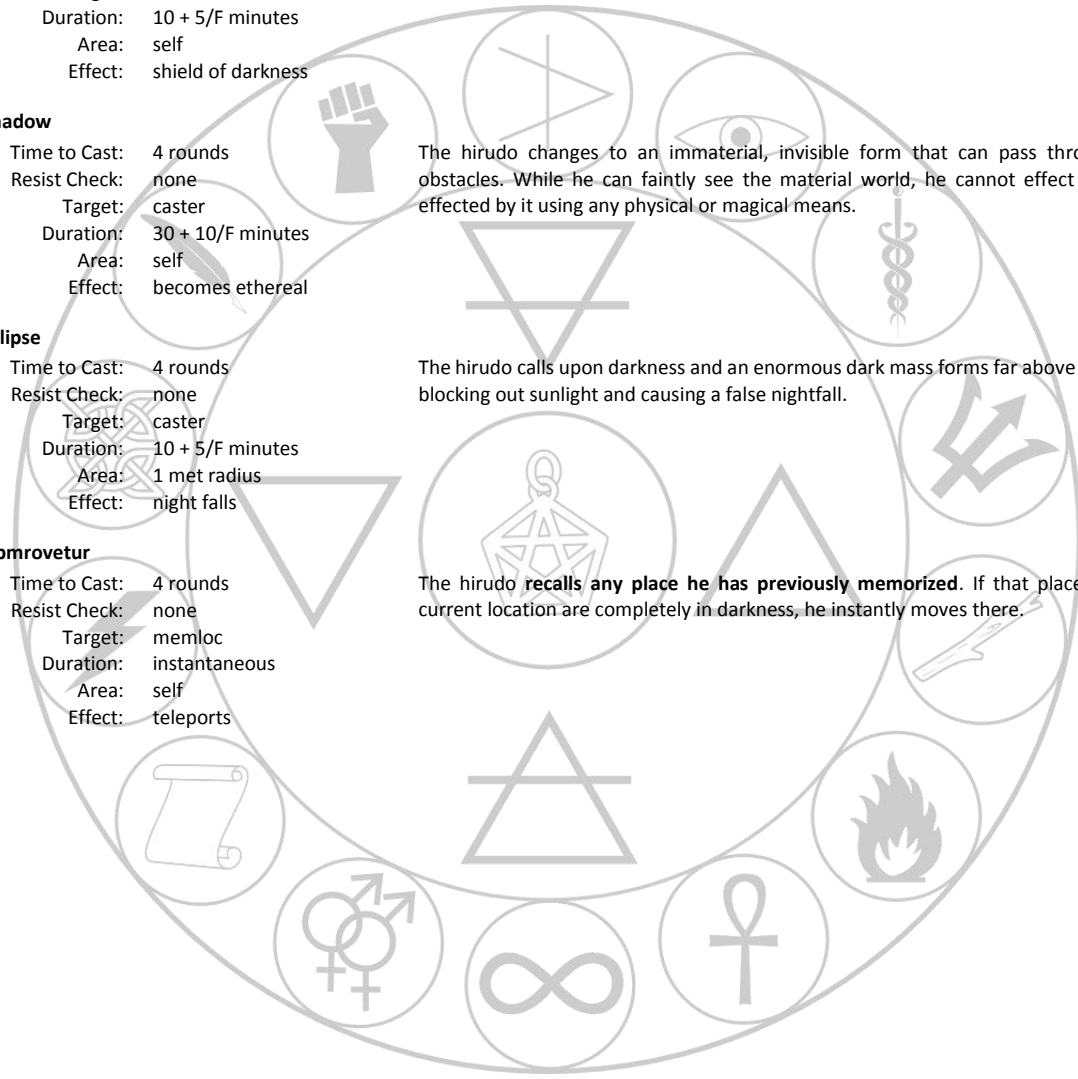 Duration: 10 + 5/F minutes
Area: self
Effect: shield of darkness
hadow
Time to Cast: 4 rounds
Resist Check: none
Target: caster
Duration: 30 + 10/F minutes
Area: self
Effect: becomes ethereal
The hirudo changes to an immaterial, invisible form that can pass thro
obstacles. While he can faintly see the material world, he cannot effect
effected by it using any physical or magical means.
lipse
Time to Cast: 4 rounds
Resist Check: none
Target: caster
Duration: 10 + 5/F minutes
Area: 1 met radius
Effect: night falls
The hirudo calls upon darkness and an enormous dark mass forms far above
blocking out sunlight and causing a false nightfall.
omrovetur
Time to Cast: 4 rounds
Resist Check: none
Target: memloc
Duration: instantaneous
Area: self
Effect: teleports
The hirudo recalls any place he has previously memorized. If that place
current location are completely in darkness, he instantly moves there.